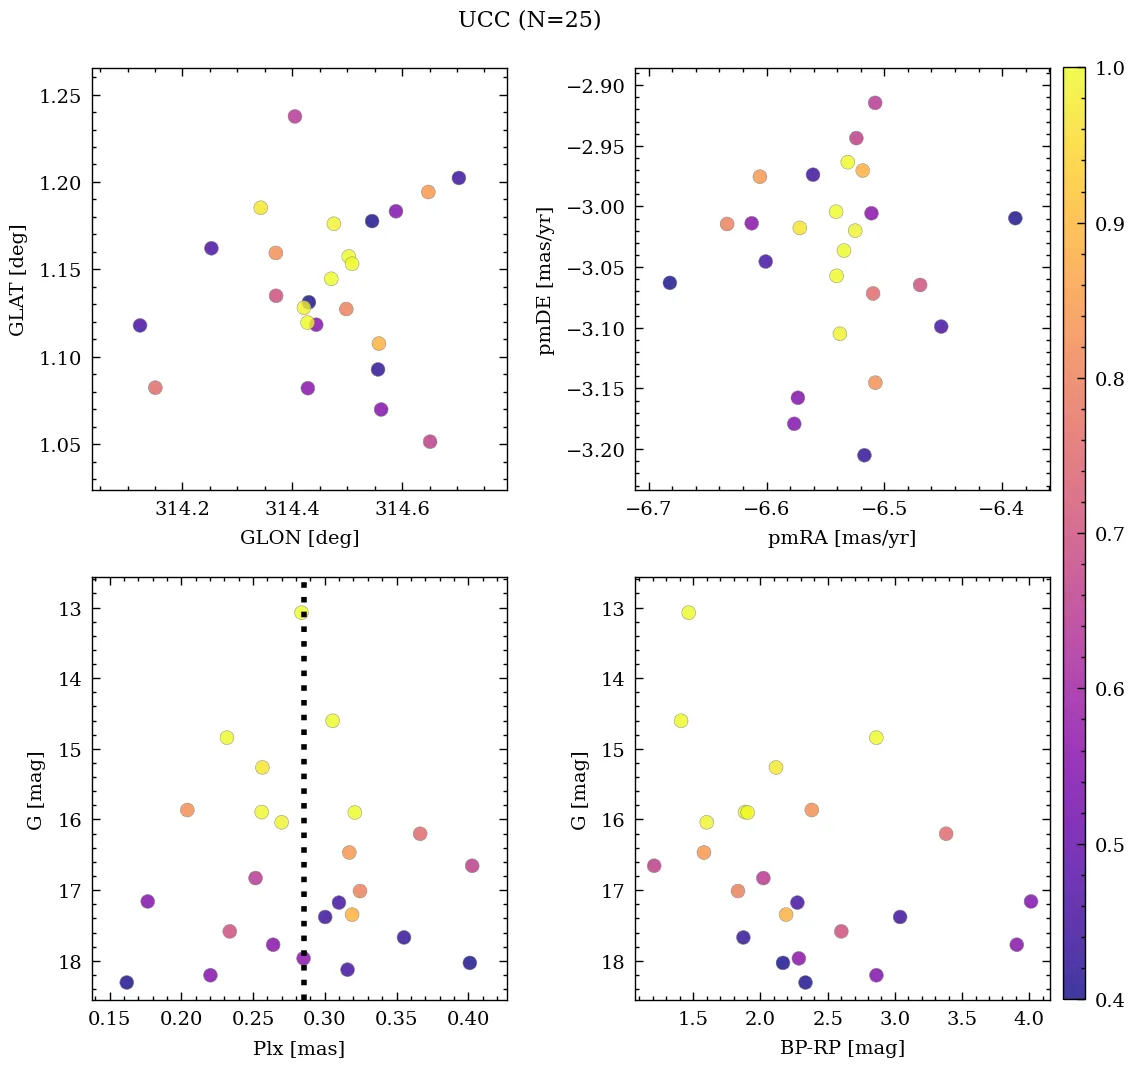 UCC (N=25)
1.25
1.20
1.15
1.10
1.05
GLAT [deg]
314.2 314.4 314.6
GLON [deg]
−2.90
−2.95
−3.00
−3.05
−3.10
−3.15
−3.20
pmDE [mas/yr]
−6.7 −6.6 −6.5 −6.4
pmRA [mas/yr]
13
14
15
16
17
18
G [mag]
0.15 0.20 0.25 0.30 0.35 0.40
Plx [mas]
13
14
15
16
17
18
G [mag]
1.5 2.0 2.5 3.0 3.5 4.0
BP-RP [mag]
1.0
0.9
0.8
0.7
0.6
0.5
0.4